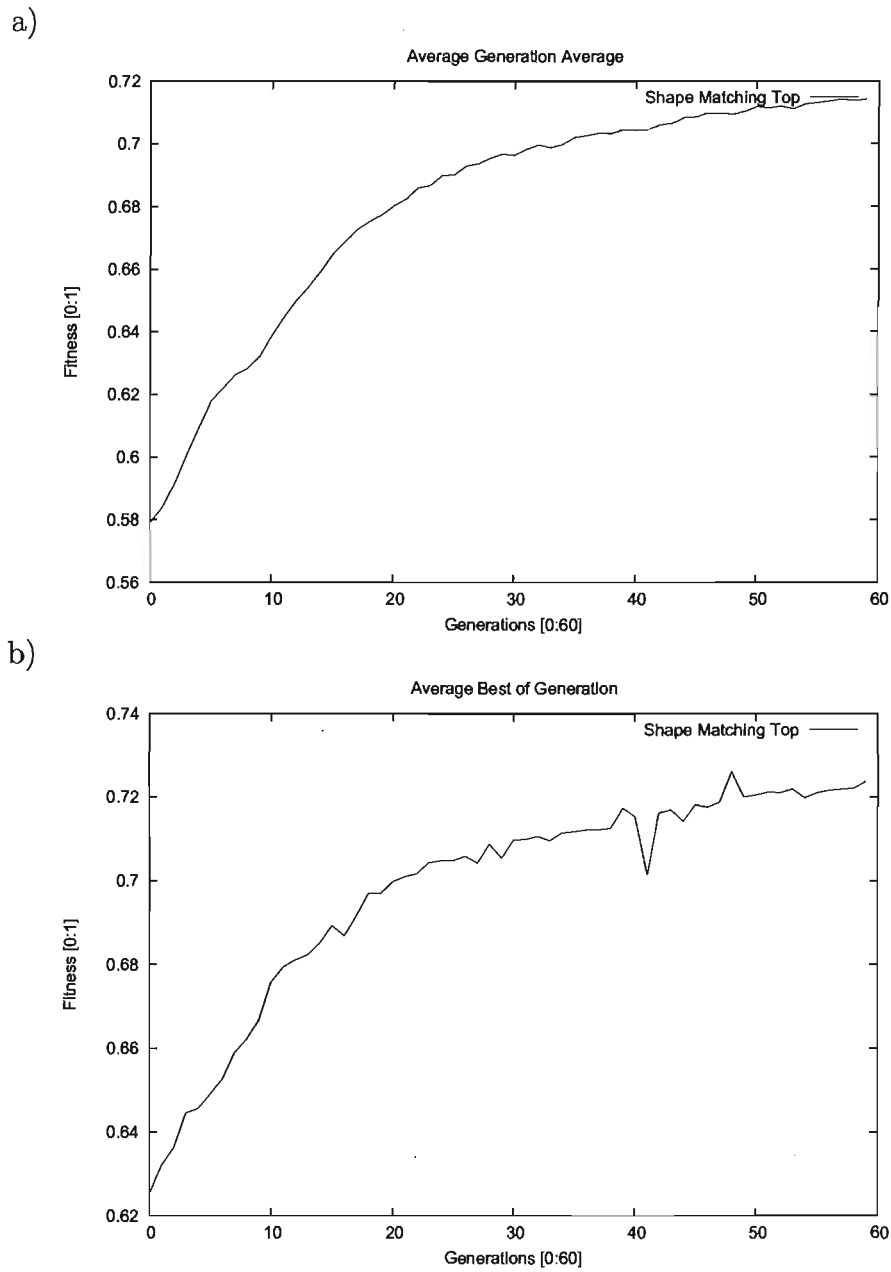 a)
Average Generation Average
Shape Matching Top
0.72
0.7
0.68
0.66
0.64
0.62
0.6
0.58
0.56
Fitness [0:1]
0 10 20 30 40 50 60
Generations [0:60]
b)
Average Best of Generation
Shape Matching Top
0.74
0.72
0.7
0.68
0.66
0.64
0.62
Fitness [0:1]
0 10 20 30 40 50 60
Generations [0:60]